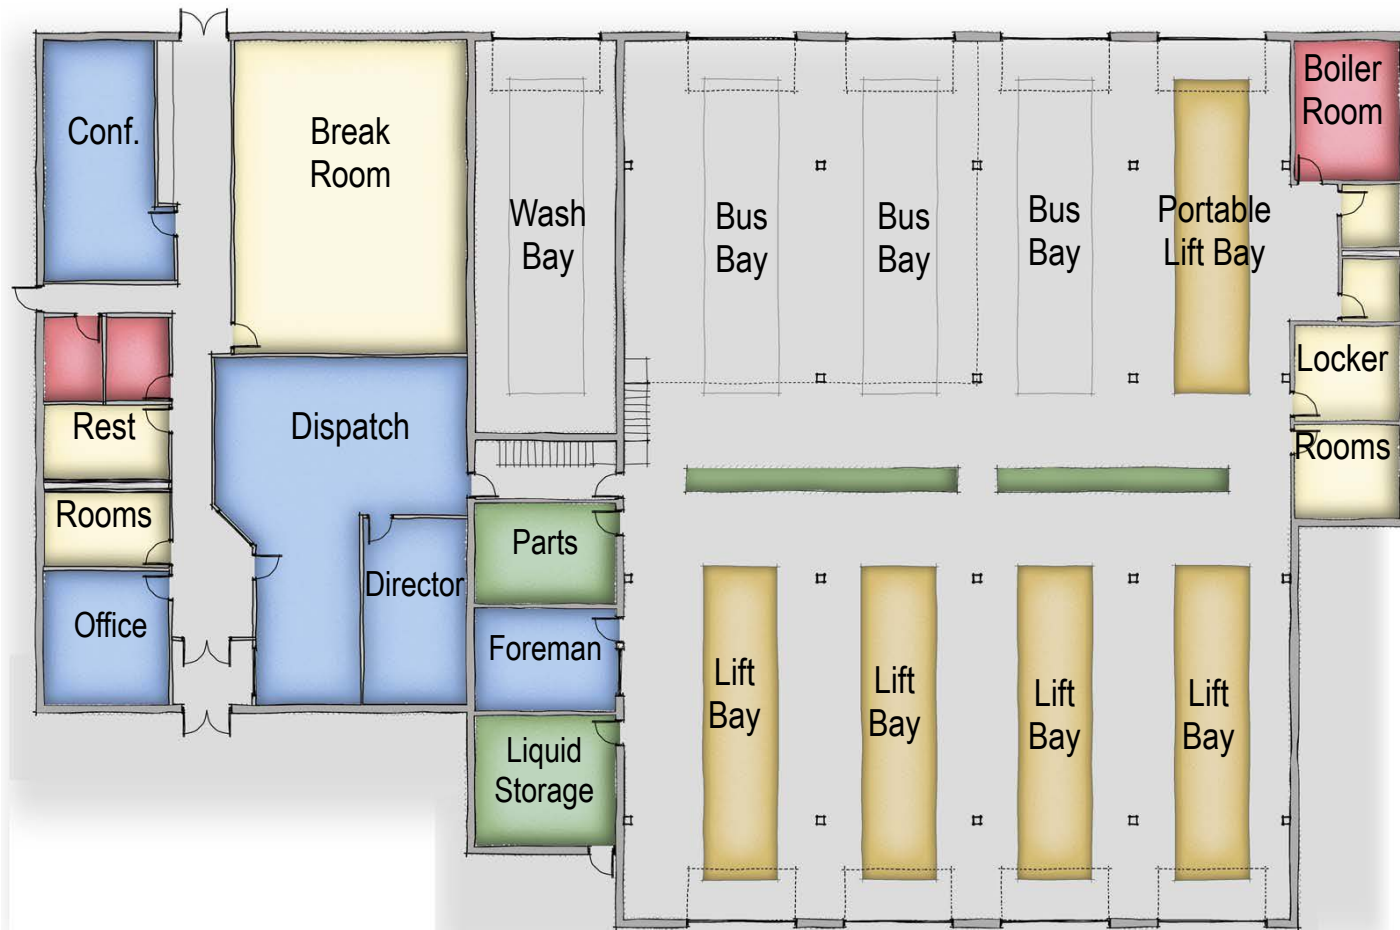 Conf.
Break
Room
Wash
Bay
Bus
Bay
Bus
Bay
Bus
Bay
Portable
Lift Bay
Boiler
Room
Locker
Rooms
Rest
Rooms
Office
Dispatch
Director
Parts
Foreman
Liquid
Storage
Lift
Bay
Lift
Bay
Lift
Bay
Lift
Bay